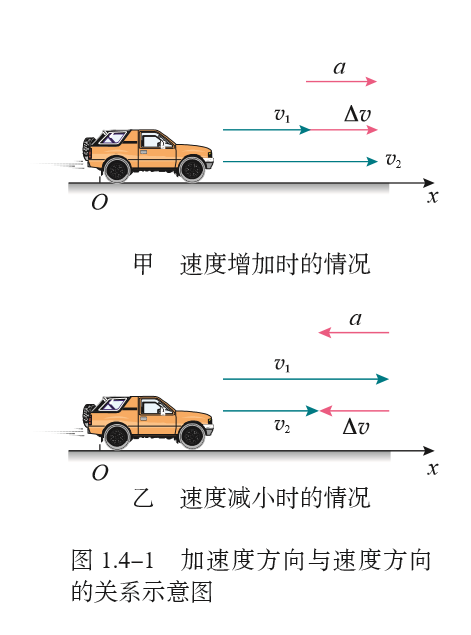 a
v₁ Δv
v₂
O x
甲 速度增加时的情况
a
v₁
v₂ Δv
O x
乙 速度减小时的情况
图 1.4–1 加速度方向与速度方向
的关系示意图